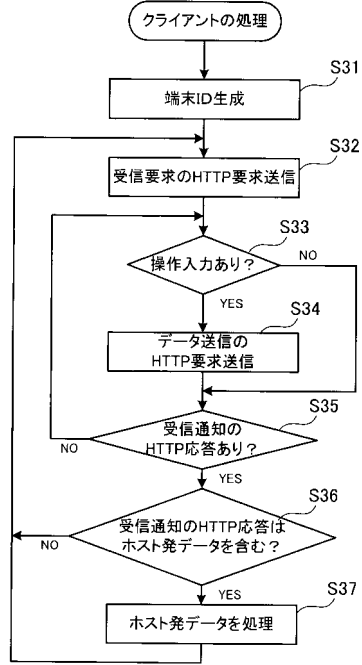 クライアントの処理
S31
端末ID生成
S32
受信要求のHTTP要求送信
S33
操作入力あり?
NO
YES
S34
データ送信の
HTTP要求送信
S35
受信通知の
HTTP応答あり?
NO
YES
S36
受信通知のHTTP応答は
ホスト発データを含む?
NO
YES
S37
ホスト発データを処理